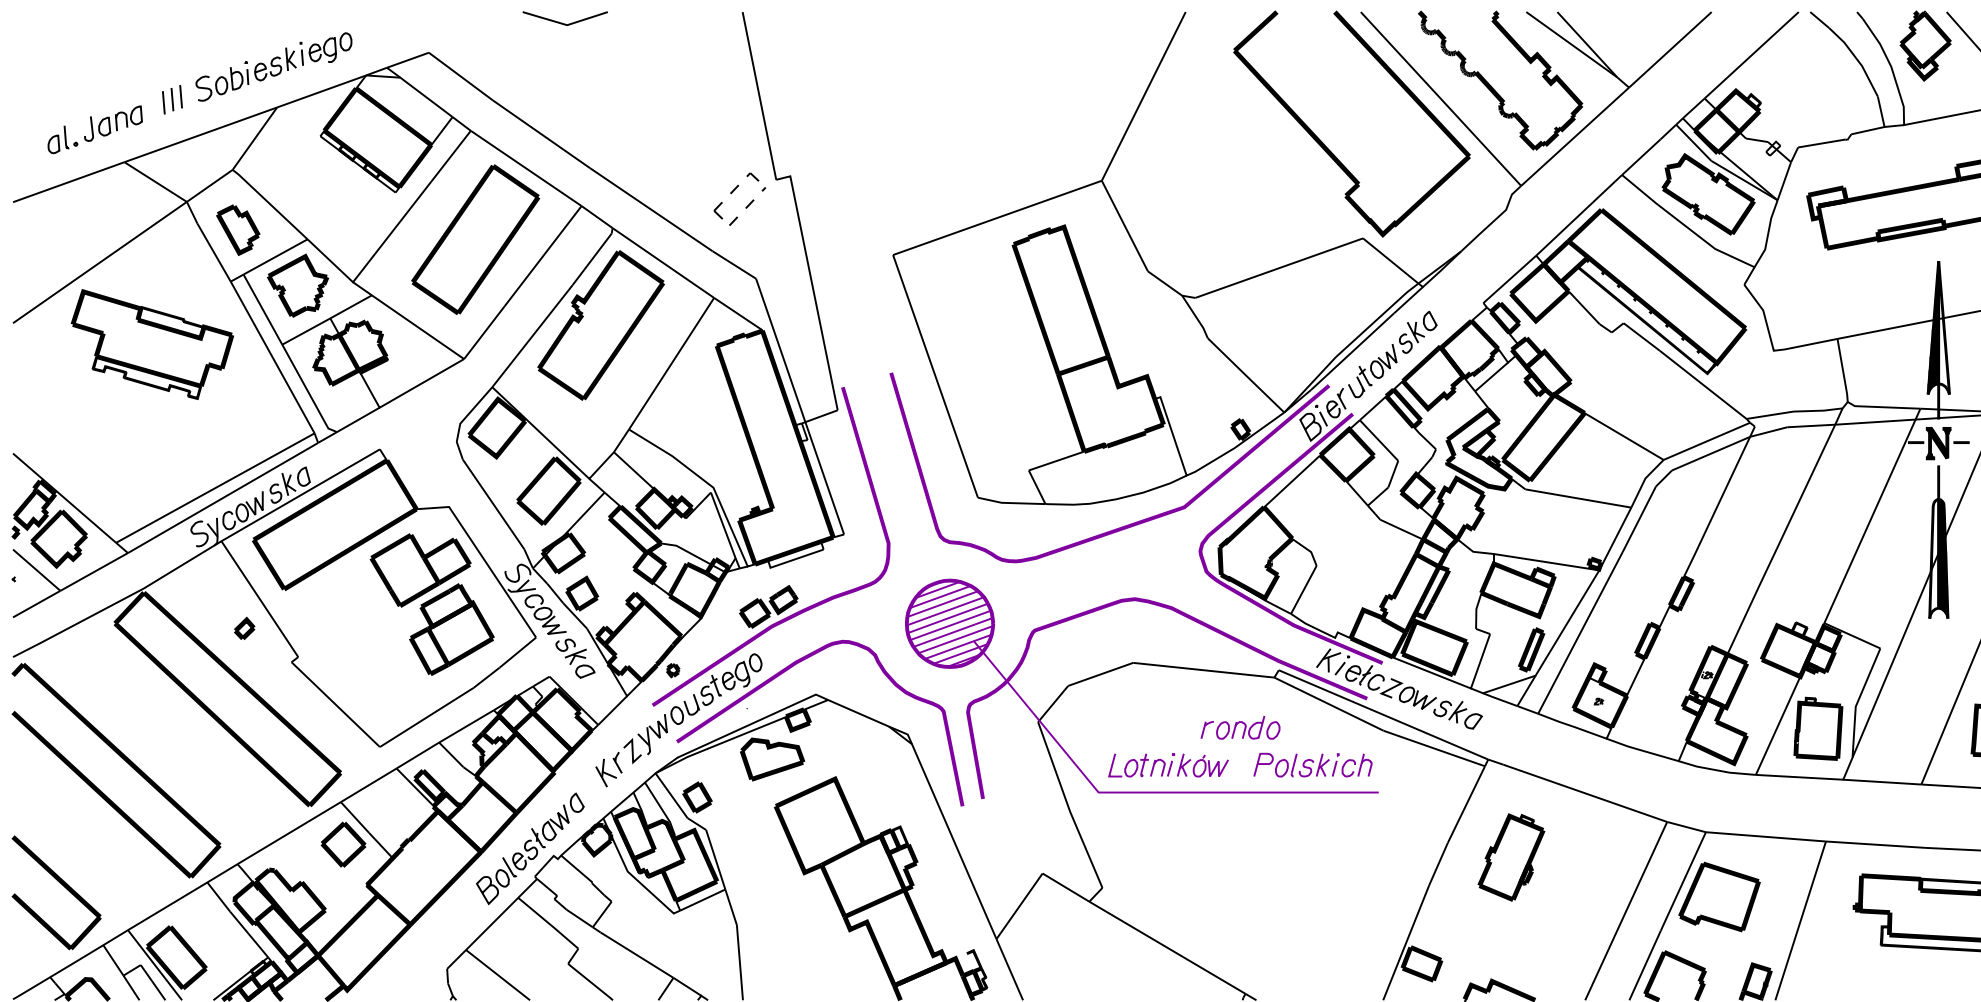 al.Jana III Sobieskiego
Sycowska
Sycowska
Bierutowska
N
Kiełczowska
rondo
Lotników Polskich
Bolesława Krzywoustego